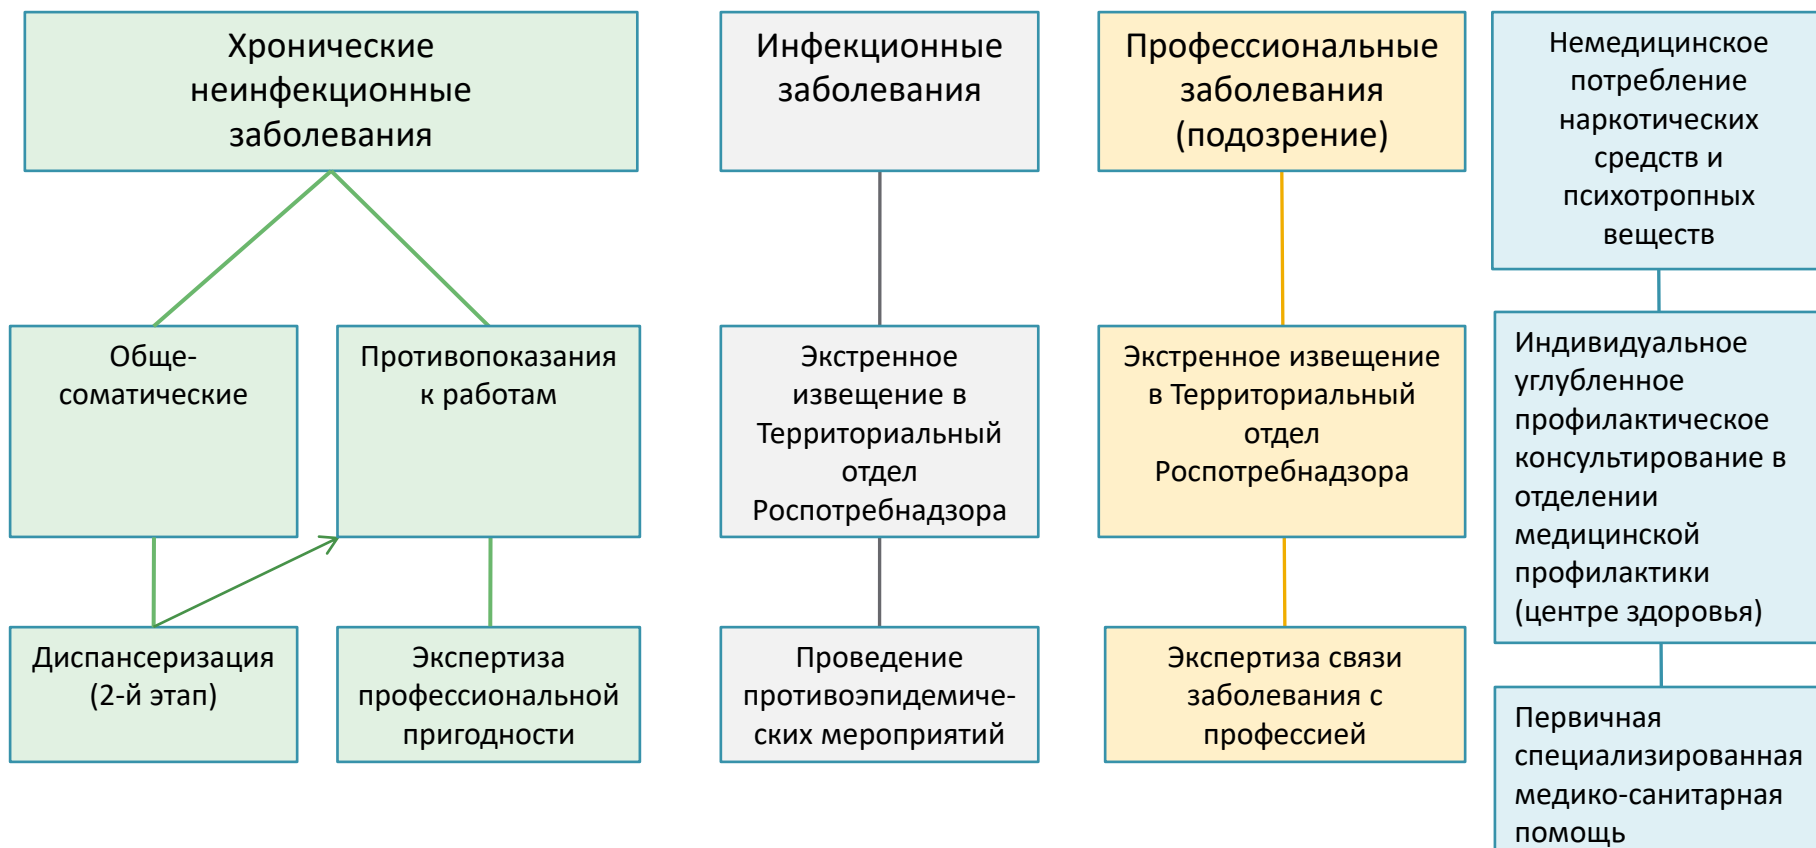 Хронические
неинфекционные
заболевания
Инфекционные
заболевания
Профессиональные
заболевания
(подозрение)
Немедицинское
потребление
наркотических
средств и
психотропных
веществ
Обще-
соматические
Противопоказания
к работам
Экстренное
извещение в
Территориальный
отдел
Роспотребнадзора
Экстренное извещение
в Территориальный
отдел
Роспотребнадзора
Индивидуальное
углубленное
профилактическое
консультирование в
отделении
медицинской
профилактики
(центре здоровья)
Диспансеризация
(2-й этап)
Экспертиза
профессиональной
пригодности
Проведение
противоэпидемиче-
ских мероприятий
Экспертиза связи
заболевания с
профессией
Первичная
специализированная
медико-санитарная
помощь